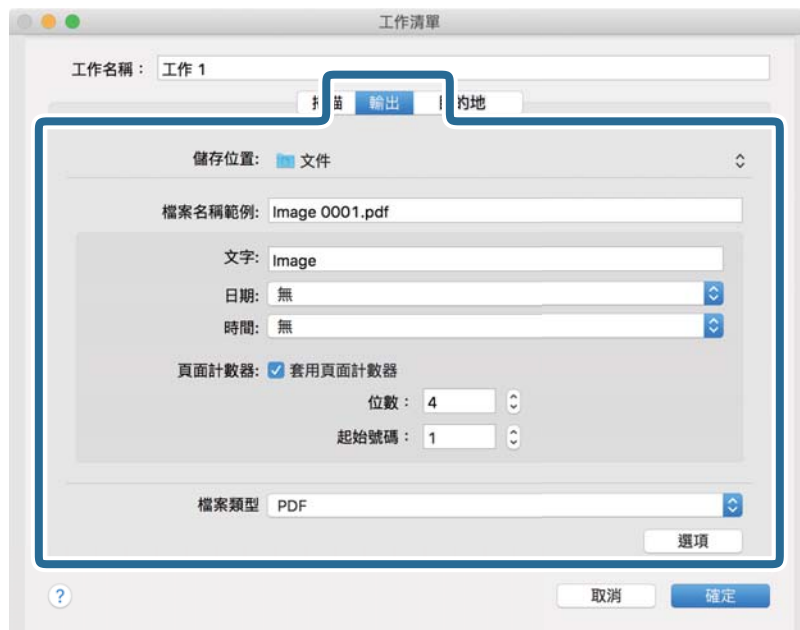 工作清單
工作名稱： 工作 1
輸出 的地
儲存位置: 文件
檔案名稱範例: Image 0001.pdf
文字: Image
日期: 無
時間: 無
頁面計數器: 套用頁面計數器
位數： 4
起始號碼： 1
檔案類型 PDF
選項
? 取消 確定